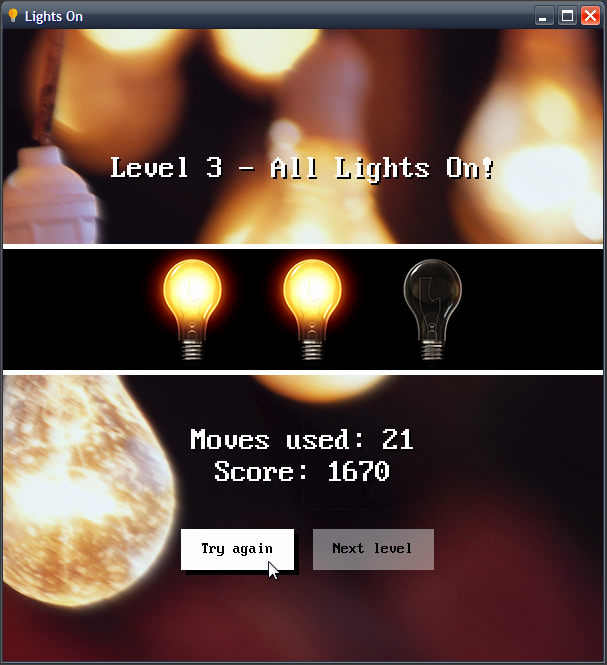 Lights On
Level 3 - All Lights On!
Moves used: 21
Score: 1670
Try again
Next level